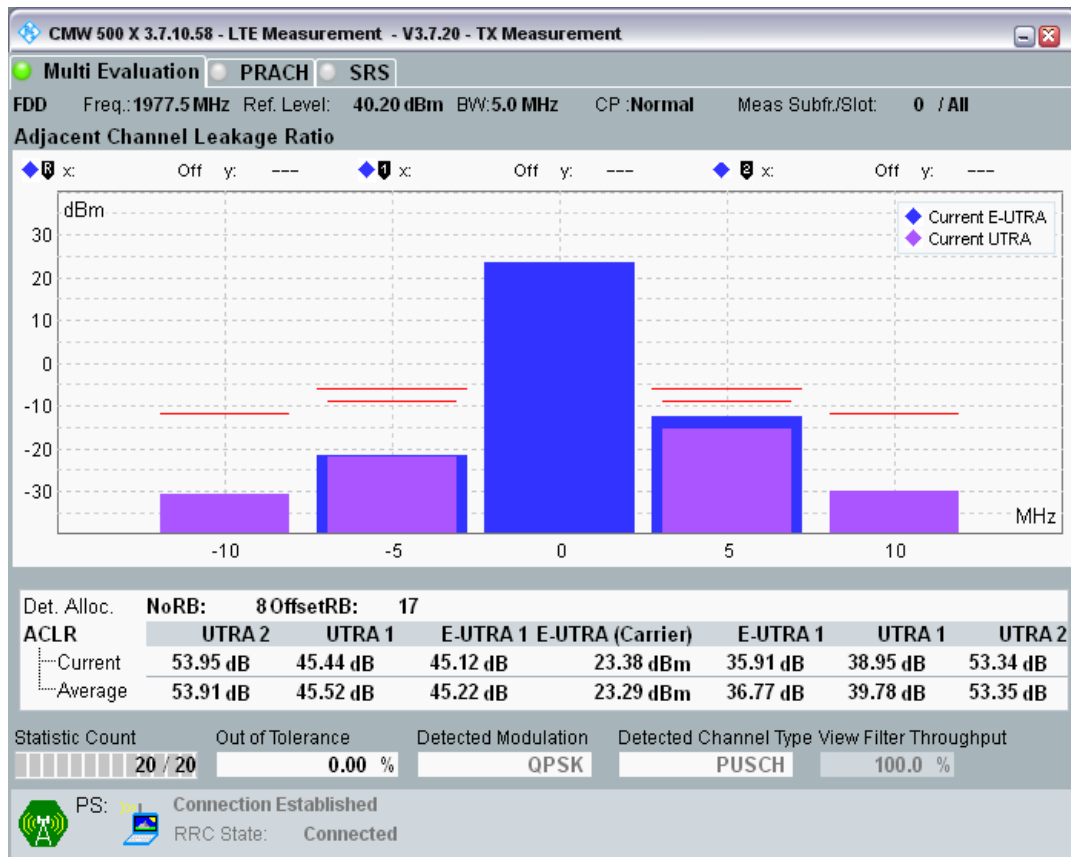 CMW 500 X 3.7.10.58 - LTE Measurement - V3.7.20 - TX Measurement
Multi Evaluation PRACH SRS
FDD Freq.:1977.5 MHz Ref. Level: 40.20 dBm BW:5.0 MHz CP :Normal Meas Subfr./Slot: 0 / All
Adjacent Channel Leakage Ratio
R x: Off y: --- 1 x: Off y: --- 2 x: Off y: ---
dBm
Current E-UTRA
Current UTRA
30
20
10
0
-10
-20
-30
MHz
-10 -5 0 5 10
Det. Alloc. NoRB: 8 OffsetRB: 17
ACLR UTRA 2 UTRA 1 E-UTRA 1 E-UTRA (Carrier) E-UTRA 1 UTRA 1 UTRA 2
Current 53.95 dB 45.44 dB 45.12 dB 23.38 dBm 35.91 dB 38.95 dB 53.34 dB
Average 53.91 dB 45.52 dB 45.22 dB 23.29 dBm 36.77 dB 39.78 dB 53.35 dB
Statistic Count Out of Tolerance Detected Modulation Detected Channel Type View Filter Throughput
20 / 20 0.00 % QPSK PUSCH 100.0 %
PS: Connection Established
RRC State: Connected